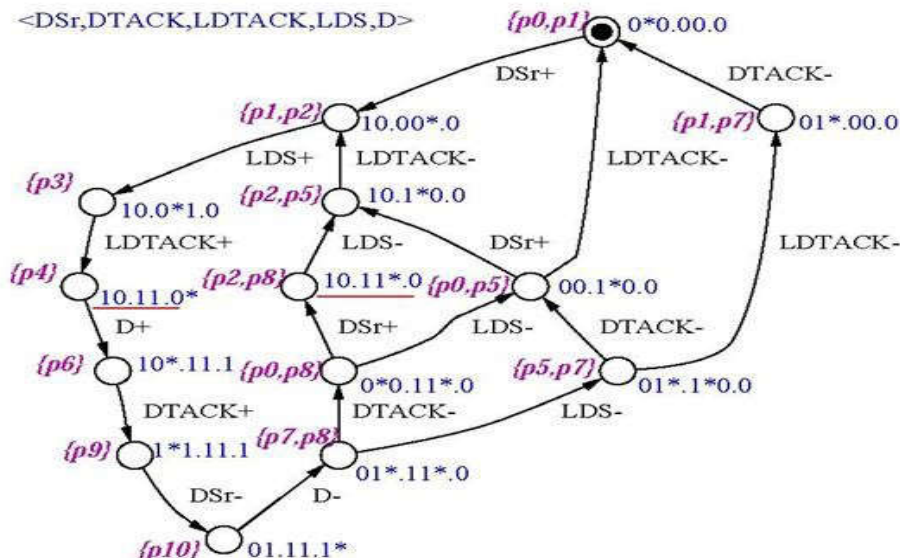 <DSr,DTACK,LDTACK,LDS,D>
{p0,p1}
0*0.00.0
DSr+
DTACK-
{p1,p2}
10.00*.0
{p1,p7}
01*.00.0
LDS+
LDTACK-
LDTACK-
{p3}
10.0*1.0
{p2,p5}
10.1*0.0
LDTACK+
LDS-
DSr+
LDTACK-
{p4}
10.11.0*
{p2,p8}
10.11*.0
{p0,p5}
00.1*0.0
D+
DSr+
LDS-
DTACK-
{p6}
10*.11.1
{p0,p8}
0*0.11*.0
{p5,p7}
01*.1*0.0
DTACK+
DTACK-
LDS-
{p9}
1*1.11.1
{p7,p8}
01*.11*.0
DSr-
D-
{p10}
01.11.1*